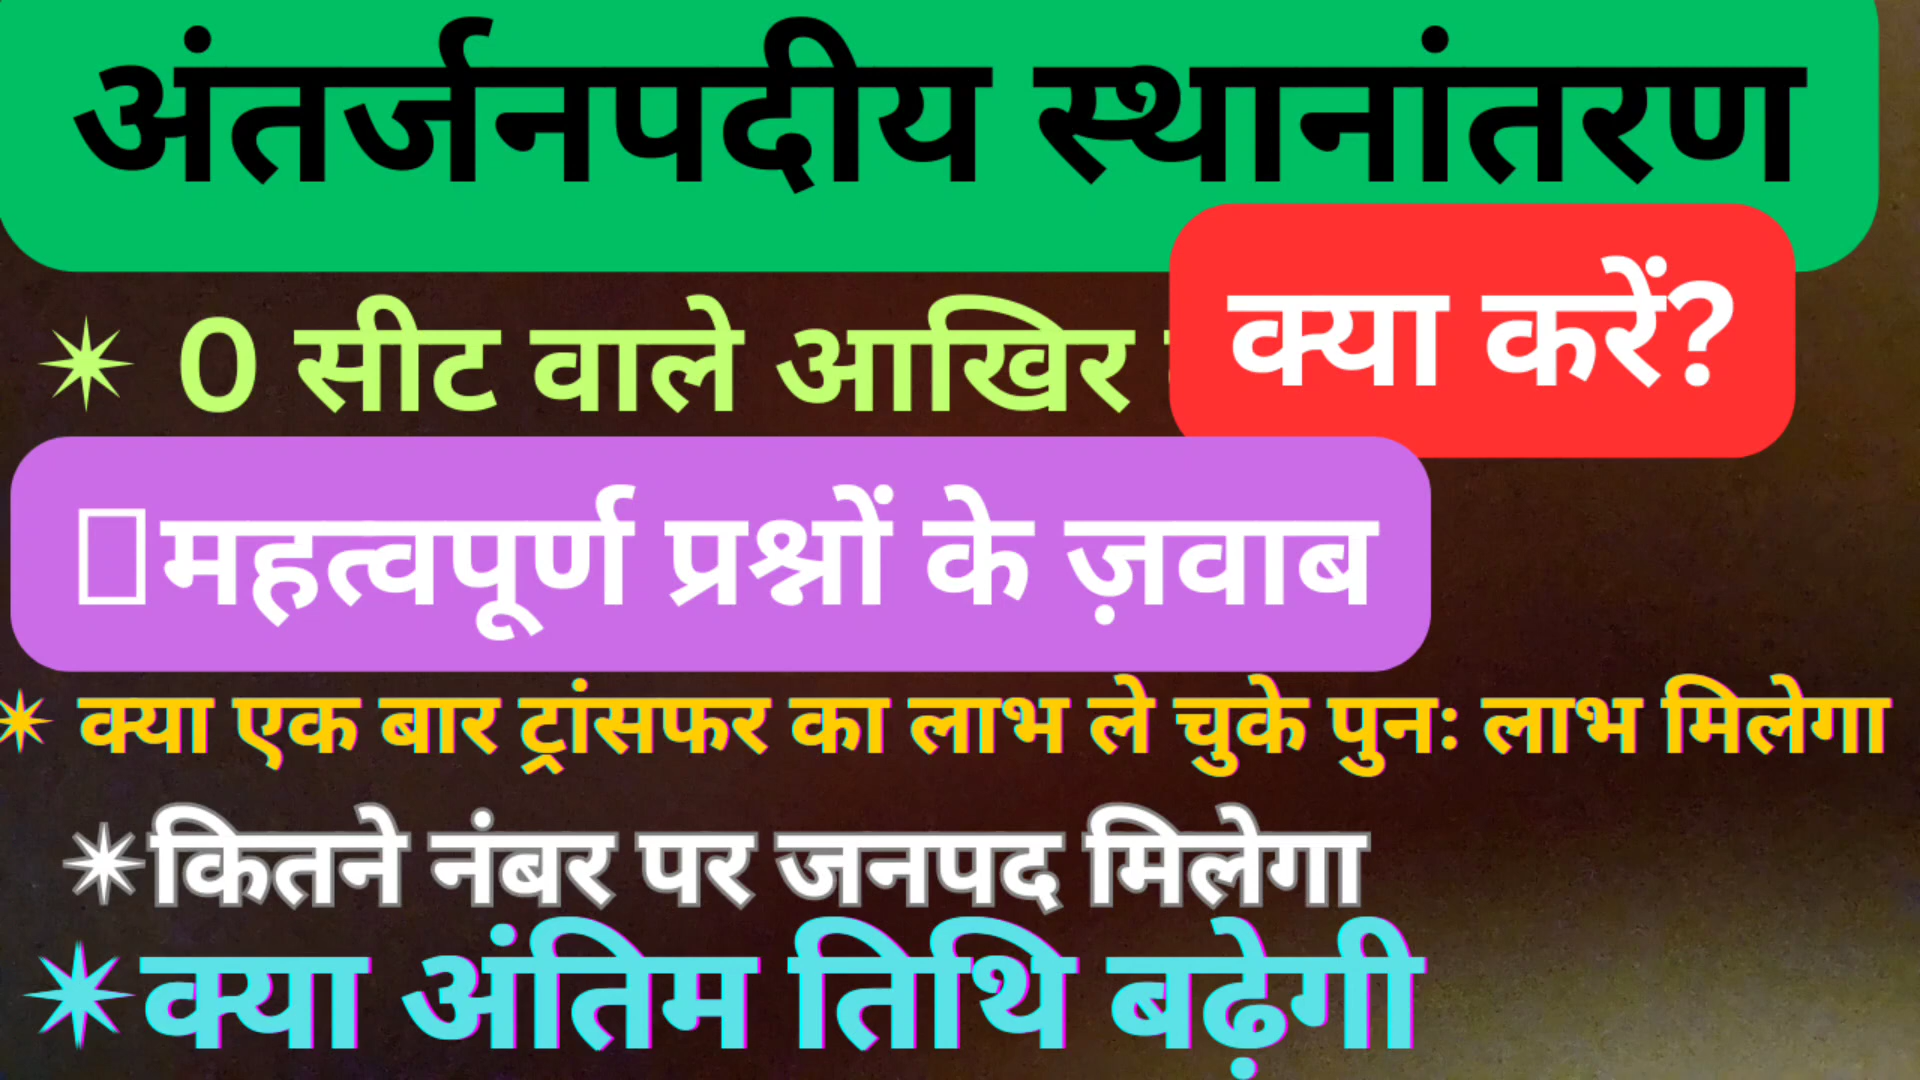 अंतर्जनपदीय स्थानांतरण
✴ 0 सीट वाले आखिर
क्या करें?
महत्वपूर्ण प्रश्नों के ज़वाब
✴ क्या एक बार ट्रांसफर का लाभ ले चुके पुनः लाभ मिलेगा
✴कितने नंबर पर जनपद मिलेगा
✴क्या अंतिम तिथि बढ़ेगी